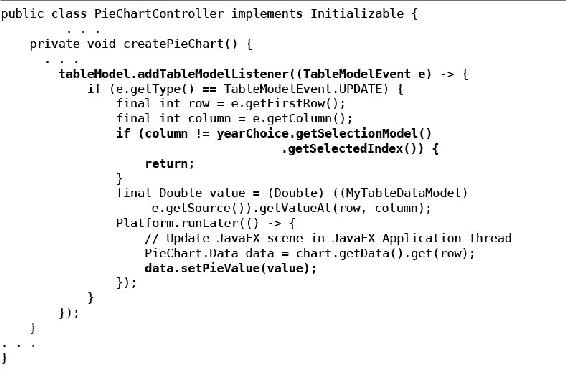 public class PieChartController implements Initializable {
. . .
private void createPieChart() {
. . .
tableModel.addTableModelListener((TableModelEvent e) -> {
if (e.getType() == TableModelEvent.UPDATE) {
final int row = e.getFirstRow();
final int column = e.getColumn();
if (column != yearChoice.getSelectionModel()
.getSelectedIndex()) {
return;
}
final Double value = (Double) ((MyTableDataModel)
e.getSource()).getValueAt(row, column);
Platform.runLater(() -> {
// Update JavaFX scene in JavaFX Application Thread
PieChart.Data data = chart.getData().get(row);
data.setPieValue(value);
});
}
});
}
. . .
}